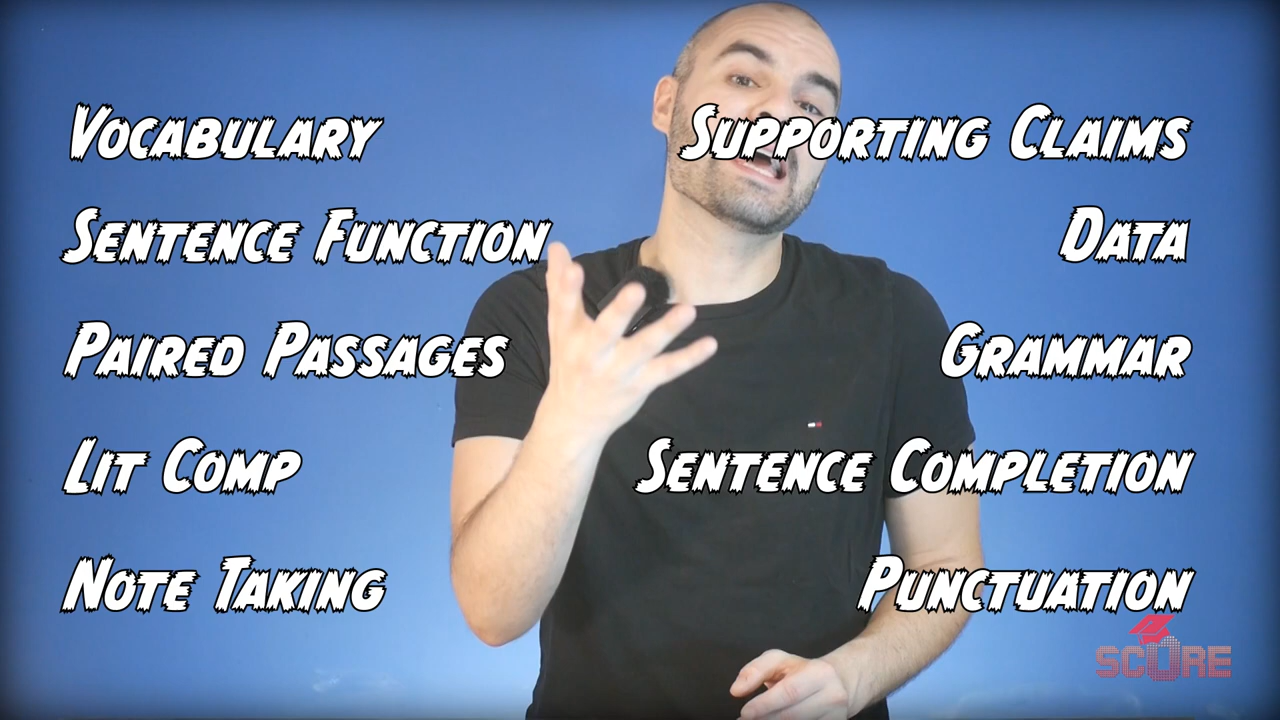 Vocabulary
Sentence Function
Paired Passages
Lit Comp
Note Taking
Supporting Claims
Data
Grammar
Sentence Completion
Punctuation
SCORE